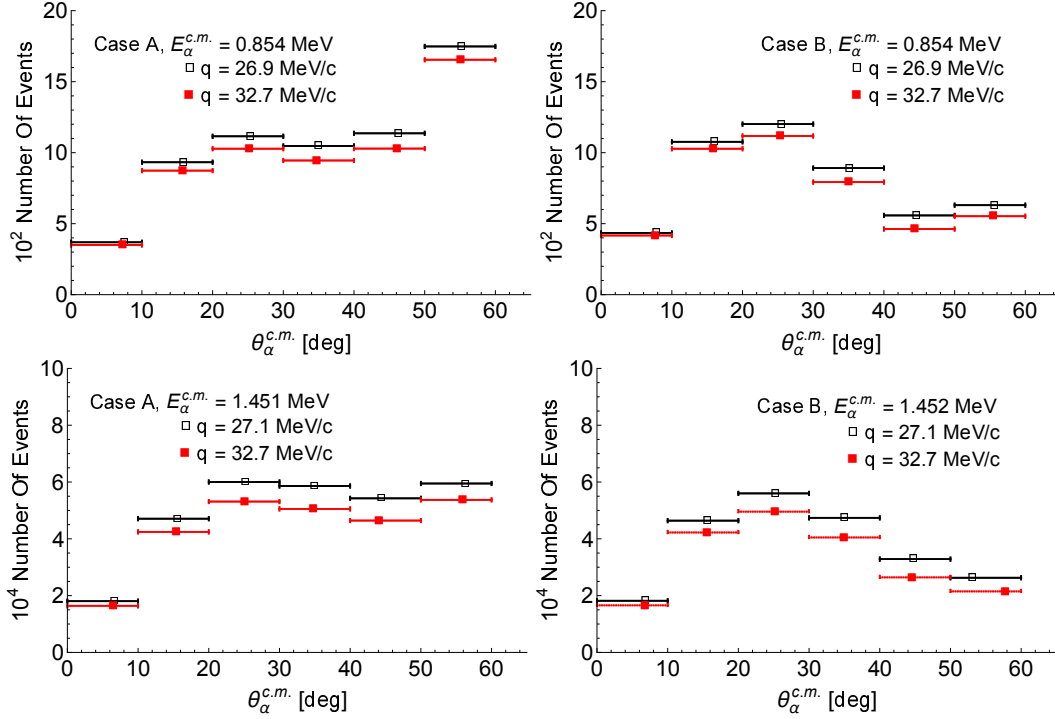 20
15
10
5
0
10² Number Of Events
Case A, E_α^{c.m.} = 0.854 MeV
q = 26.9 MeV/c
q = 32.7 MeV/c
0 10 20 30 40 50 60
θ_α^{c.m.} [deg]
20
15
10
5
0
10² Number Of Events
Case B, E_α^{c.m.} = 0.854 MeV
q = 26.9 MeV/c
q = 32.7 MeV/c
0 10 20 30 40 50 60
θ_α^{c.m.} [deg]
10
8
6
4
2
0
10⁴ Number Of Events
Case A, E_α^{c.m.} = 1.451 MeV
q = 27.1 MeV/c
q = 32.7 MeV/c
0 10 20 30 40 50 60
θ_α^{c.m.} [deg]
10
8
6
4
2
0
10⁴ Number Of Events
Case B, E_α^{c.m.} = 1.452 MeV
q = 27.1 MeV/c
q = 32.7 MeV/c
0 10 20 30 40 50 60
θ_α^{c.m.} [deg]